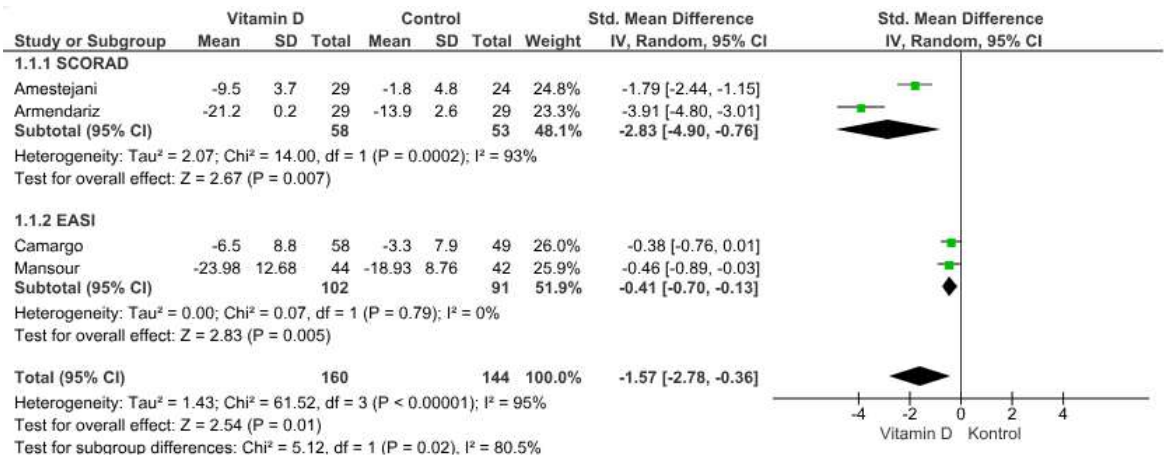 Vitamin D Control Std. Mean Difference Std. Mean Difference
Study or Subgroup Mean SD Total Mean SD Total Weight IV, Random, 95% CI IV, Random, 95% CI
1.1.1 SCORAD
Amestejani -9.5 3.7 29 -1.8 4.8 24 24.8% -1.79 [-2.44, -1.15]
Armendariz -21.2 0.2 29 -13.9 2.6 29 23.3% -3.91 [-4.80, -3.01]
Subtotal (95% CI) 58 53 48.1% -2.83 [-4.90, -0.76]
Heterogeneity: Tau² = 2.07; Chi² = 14.00, df = 1 (P = 0.0002); I² = 93%
Test for overall effect: Z = 2.67 (P = 0.007)
1.1.2 EASI
Camargo -6.5 8.8 58 -3.3 7.9 49 26.0% -0.38 [-0.76, 0.01]
Mansour -23.98 12.68 44 -18.93 8.76 42 25.9% -0.46 [-0.89, -0.03]
Subtotal (95% CI) 102 91 51.9% -0.41 [-0.70, -0.13]
Heterogeneity: Tau² = 0.00; Chi² = 0.07, df = 1 (P = 0.79); I² = 0%
Test for overall effect: Z = 2.83 (P = 0.005)
Total (95% CI) 160 144 100.0% -1.57 [-2.78, -0.36]
Heterogeneity: Tau² = 1.43; Chi² = 61.52, df = 3 (P < 0.00001); I² = 95%
Test for overall effect: Z = 2.54 (P = 0.01)
Test for subgroup differences: Chi² = 5.12, df = 1 (P = 0.02), I² = 80.5%
-4 -2 0 2 4
Vitamin D Kontrol